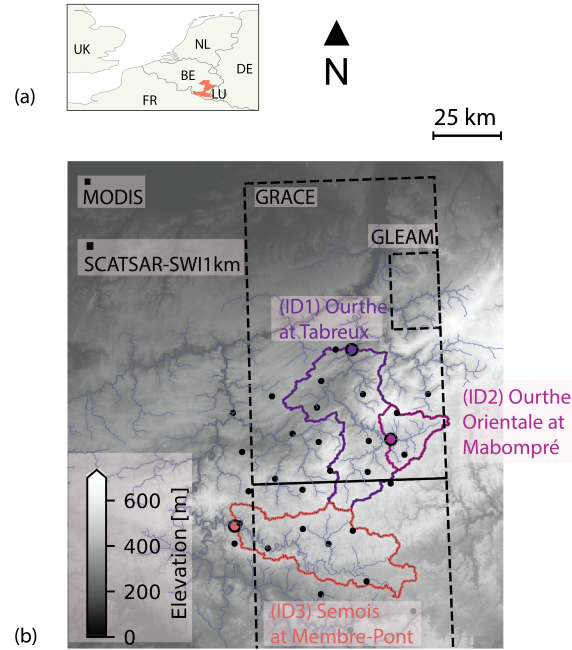 (a)
UK
NL
DE
BE
LU
FR
N
25 km
MODIS
GRACE
GLEAM
SCATSAR-SWI1km
(ID1) Ourthe
at Tabreux
(ID2) Ourthe
Orientale at
Mabompré
600
400
200
0
Elevation [m]
(ID3) Semois
at Membre-Pont
(b)